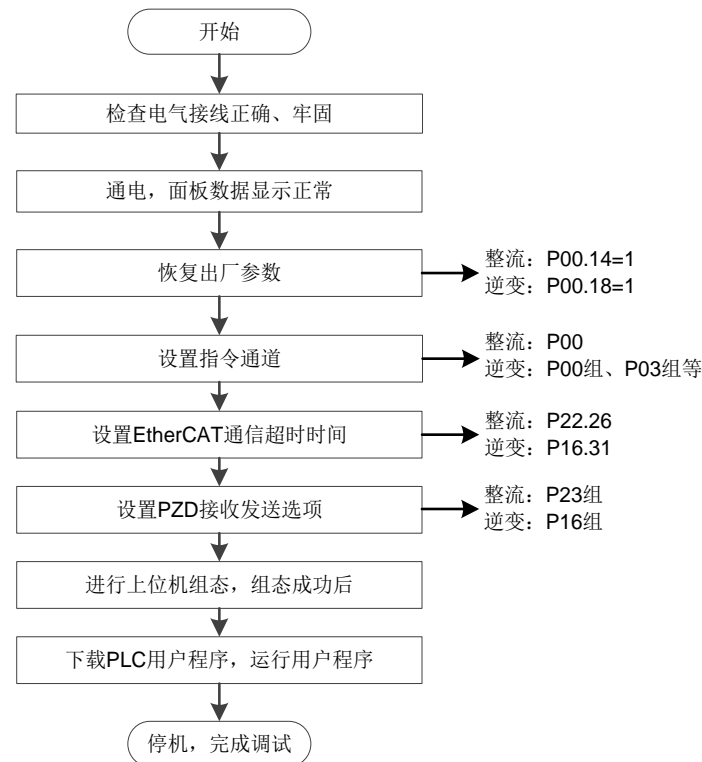 开始
检查电气接线正确、牢固
通电，面板数据显示正常
恢复出厂参数
整流：P00.14=1
逆变：P00.18=1
设置指令通道
整流：P00
逆变：P00组、P03组等
设置EtherCAT通信超时时间
整流：P22.26
逆变：P16.31
设置PZD接收发送选项
整流：P23组
逆变：P16组
进行上位机组态，组态成功后
下载PLC用户程序，运行用户程序
停机，完成调试